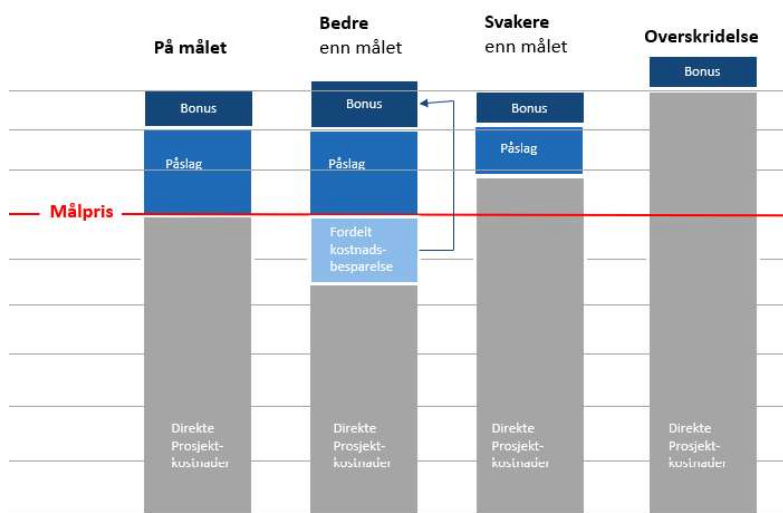 På målet
Bedre
enn målet
Svakere
enn målet
Overskridelse
Bonus
Bonus
Bonus
Bonus
Påslag
Påslag
Påslag
Målpris
Fordelt
kostnads-
besparelse
Direkte
Prosjekt-
kostnader
Direkte
Prosjekt-
kostnader
Direkte
Prosjekt-
kostnader
Direkte
Prosjekt-
kostnader